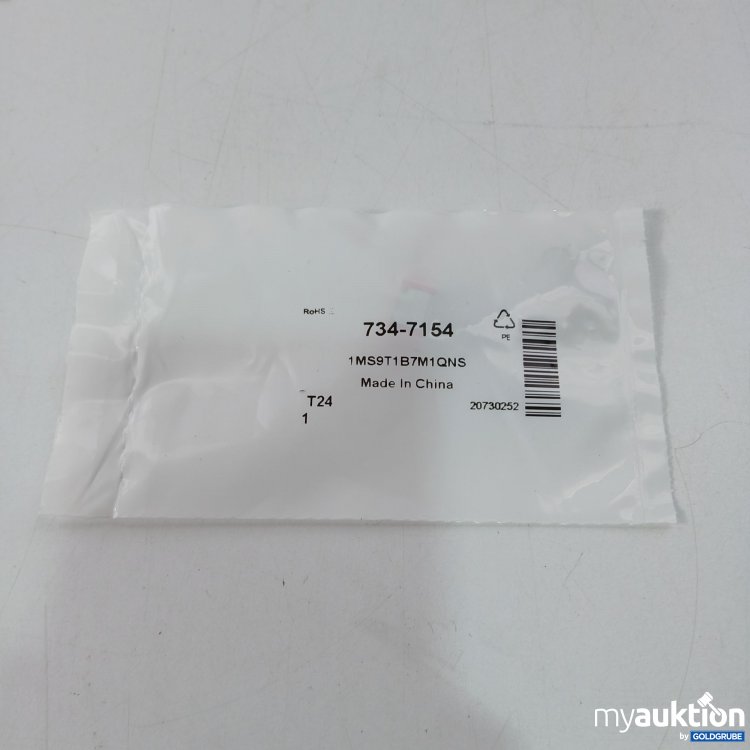 RoHS
734-7154
PE
1MS9T1B7M1QNS
Made In China
T24
1
20730252
myauktion
by GOLDGRUBE